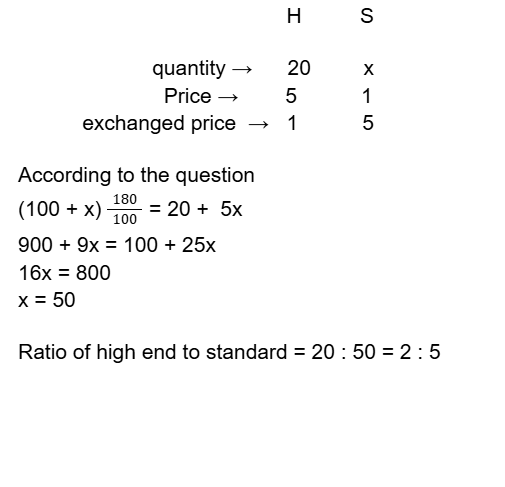 H S
quantity → 20 x
Price → 5 1
exchanged price → 1 5
According to the question
(100 + x) 180/100 = 20 + 5x
900 + 9x = 100 + 25x
16x = 800
x = 50
Ratio of high end to standard = 20 : 50 = 2 : 5